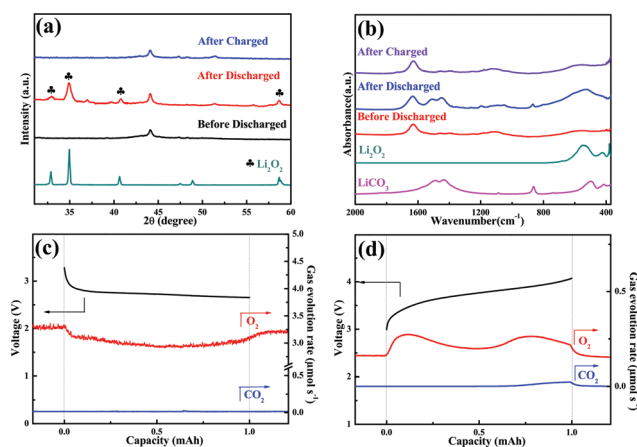 (a)
After Charged
After Discharged
Before Discharged
♣Li₂O₂
Intensity (a.u.)
35 40 45 50 55 60
2θ (degree)
(b)
After Charged
After Discharged
Before Discharged
Li₂O₂
LiCO₃
Absorbance(a.u.)
2000 1600 1200 800 400
Wavenumber(cm⁻¹)
(c)
O₂
CO₂
Voltage (V)
3
2
1
0
0.0 0.5 1.0
Capacity (mAh)
5.0
4.5
4.0
3.5
3.0
0.5
0.0
Gas evolution rate (μmol s⁻¹)
(d)
O₂
CO₂
Voltage (V)
4
3
2
1
0.0 0.5 1.0
Capacity (mAh)
0.5
0.0
Gas evolution rate (μmol s⁻¹)